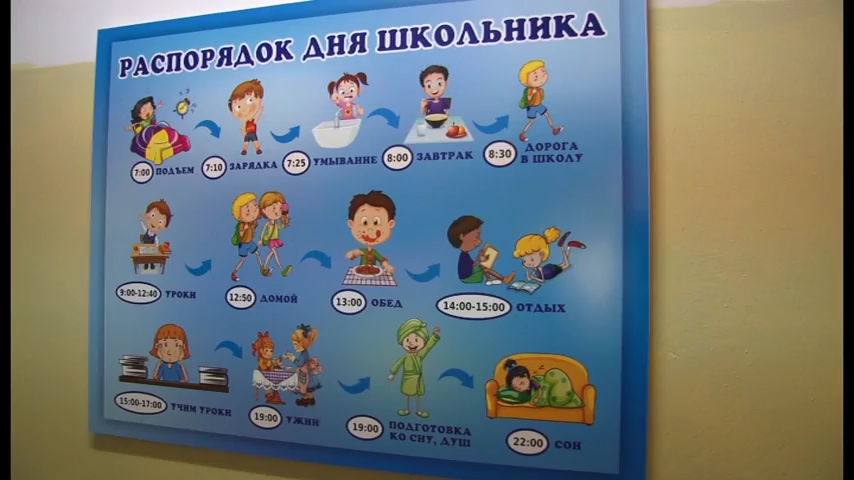 РАСПОРЯДОК ДНЯ ШКОЛЬНИКА
7:00 ПОДЪЕМ
7:10 ЗАРЯДКА
7:25 УМЫВАНИЕ
8:00 ЗАВТРАК
8:30 ДОРОГА
В ШКОЛУ
9:00-12:40 УРОКИ
12:50 ДОМОЙ
13:00 ОБЕД
14:00-15:00 ОТДЫХ
15:00-17:00 УЧИМ УРОКИ
19:00 УЖИН
19:00 ПОДГОТОВКА
КО СНУ, ДУШ
22:00 СОН